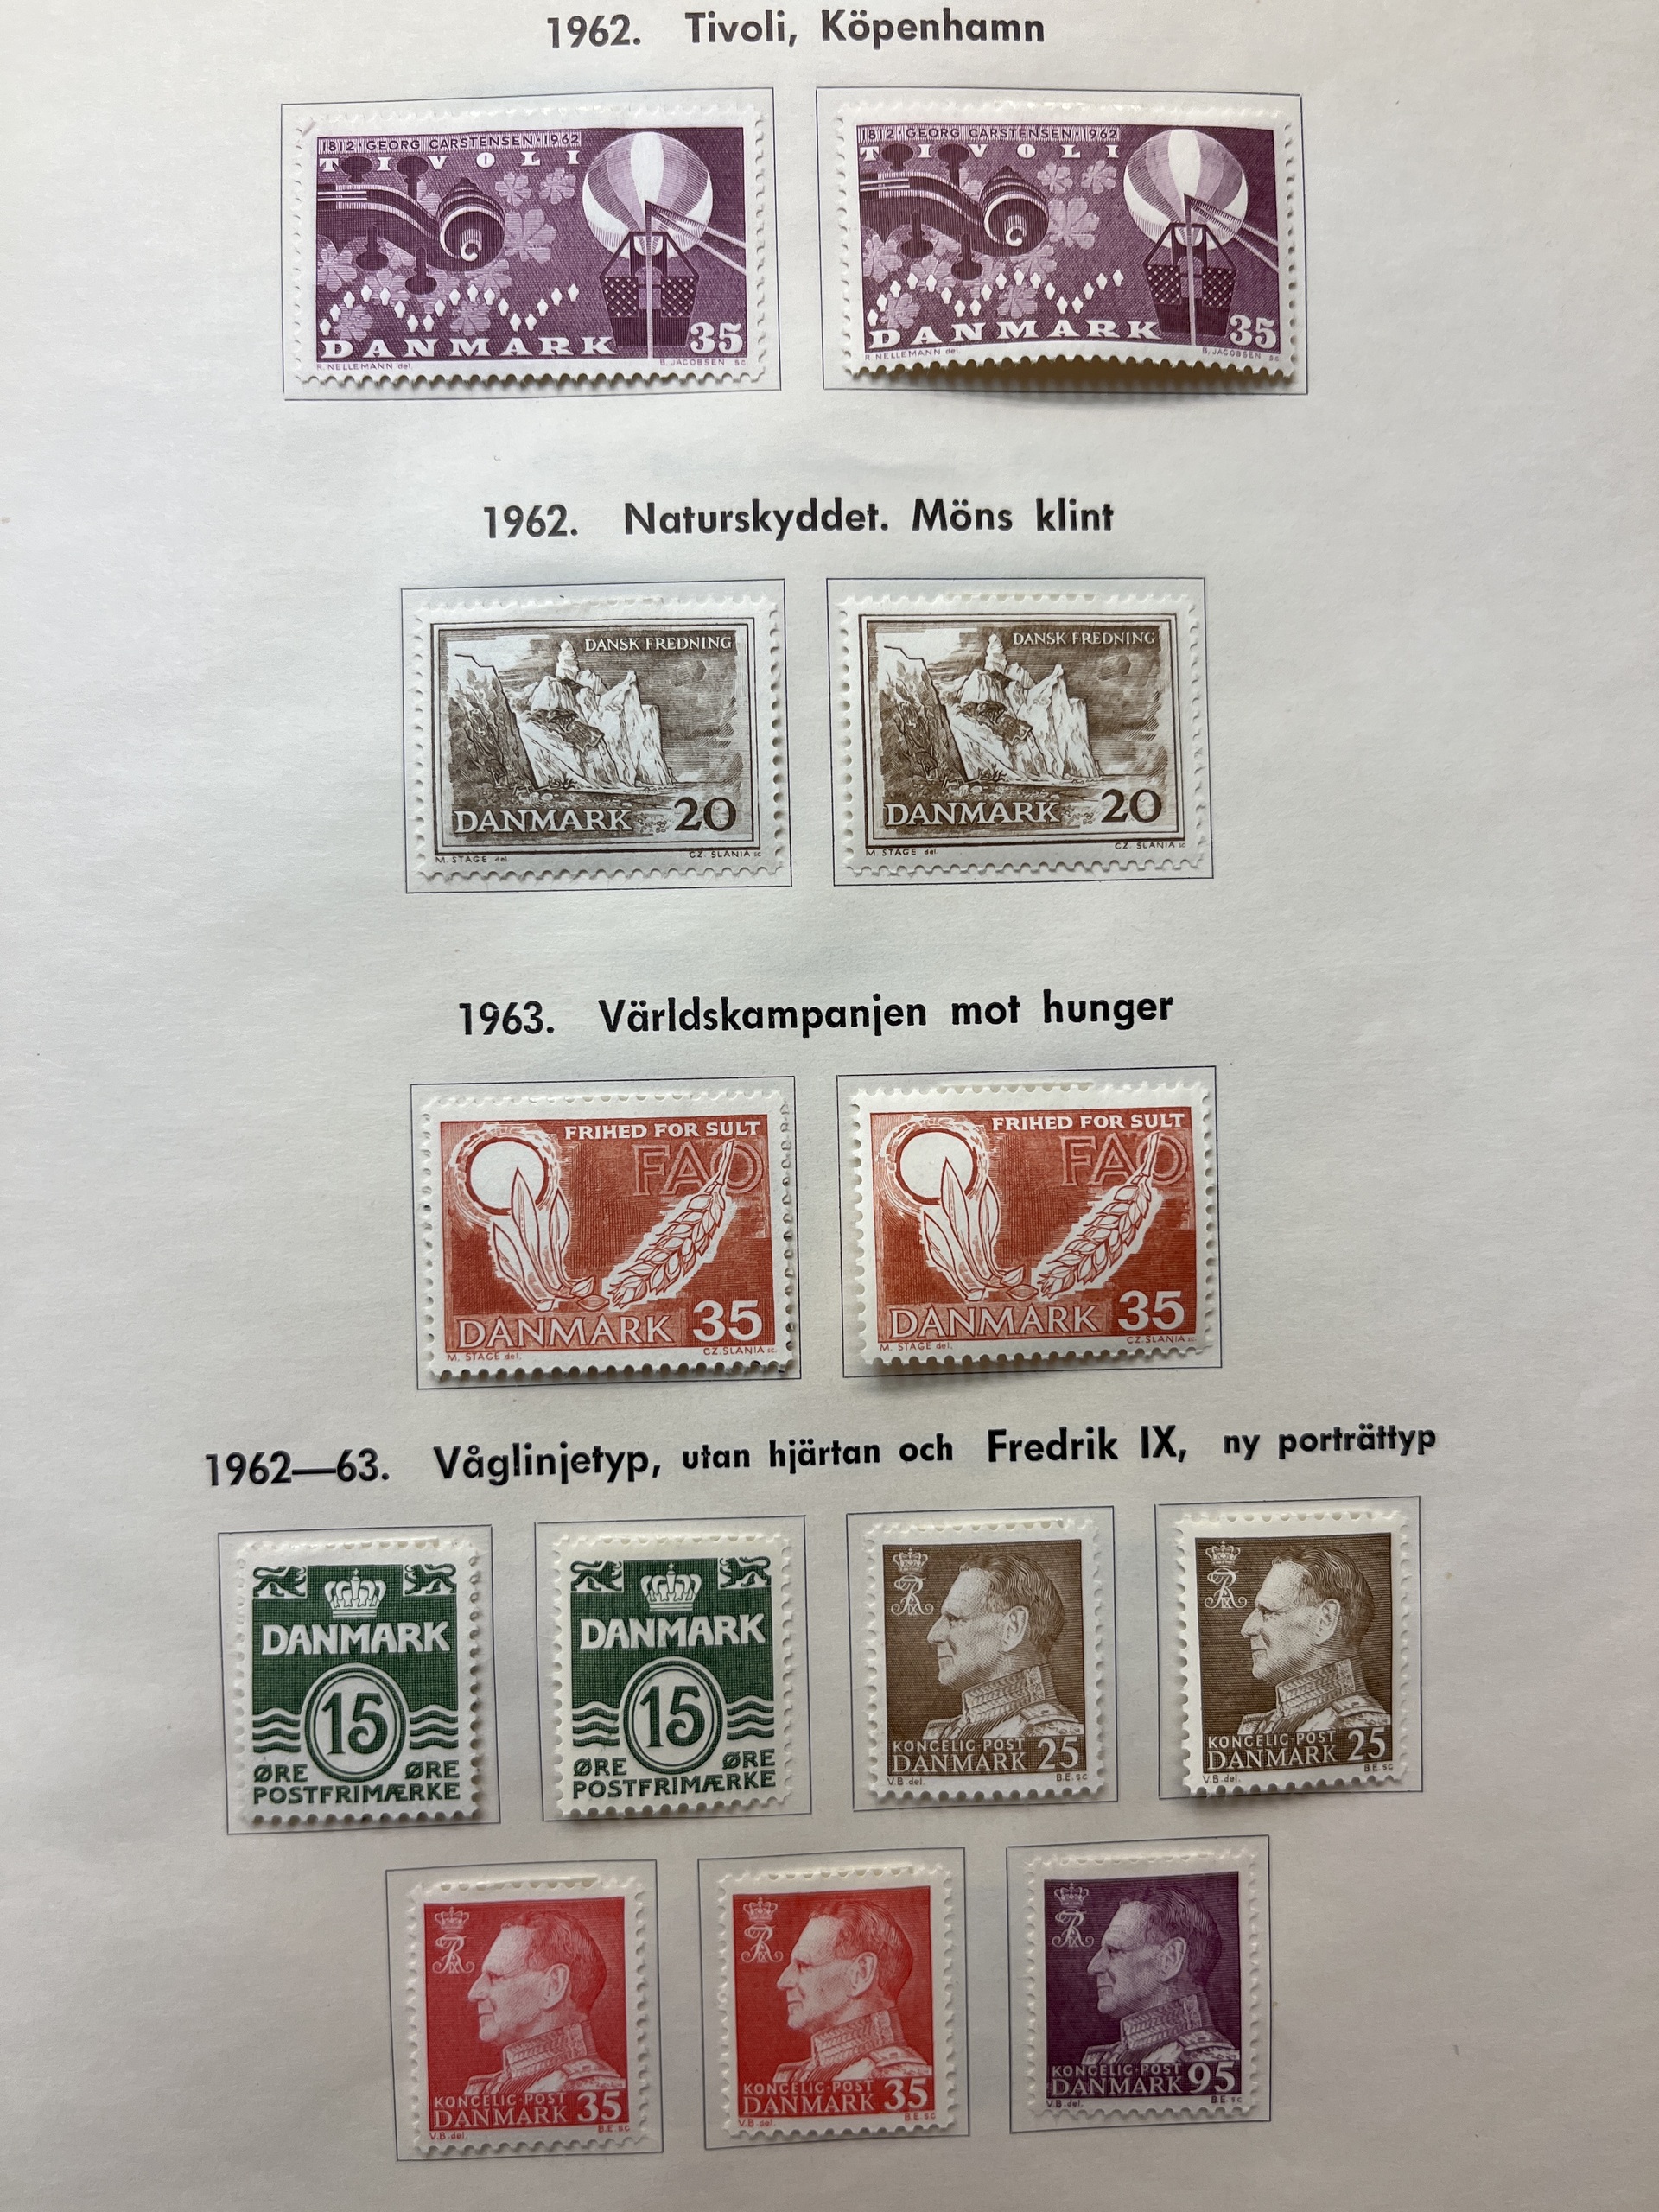 1962. Tivoli, Köpenhamn
1812·GEORG CARSTENSEN·1962
TIVOLI
DANMARK 35
R. NELLEMANN del. B. JACOBSEN sc.
1812·GEORG CARSTENSEN·1962
TIVOLI
DANMARK 35
R. NELLEMANN del. B. JACOBSEN sc.
1962. Naturskyddet. Möns klint
DANSK FREDNING
DANMARK 20
M. STAGE del. CZ. SLANIA sc
DANSK FREDNING
DANMARK 20
M. STAGE del. CZ. SLANIA sc
1963. Världskampanjen mot hunger
FRIHED FOR SULT
FAO
DANMARK 35
M. STAGE del. CZ. SLANIA sc.
FRIHED FOR SULT
FAO
DANMARK 35
M. STAGE del. CZ. SLANIA sc.
1962—63. Våglinjetyp, utan hjärtan och Fredrik IX, ny porträttyp
DANMARK
15
ØRE ØRE
POSTFRIMÆRKE
DANMARK
15
ØRE ØRE
POSTFRIMÆRKE
KONGELIG·POST
DANMARK 25
V.B. del. B.E. sc
KONGELIG·POST
DANMARK 25
V.B. del. B.E. sc
KONGELIG·POST
DANMARK 35
V.B. del. B.E. sc
KONGELIG·POST
DANMARK 35
V.B. del. B.E. sc
KONGELIG·POST
DANMARK 95
V.B. del. B.E. sc